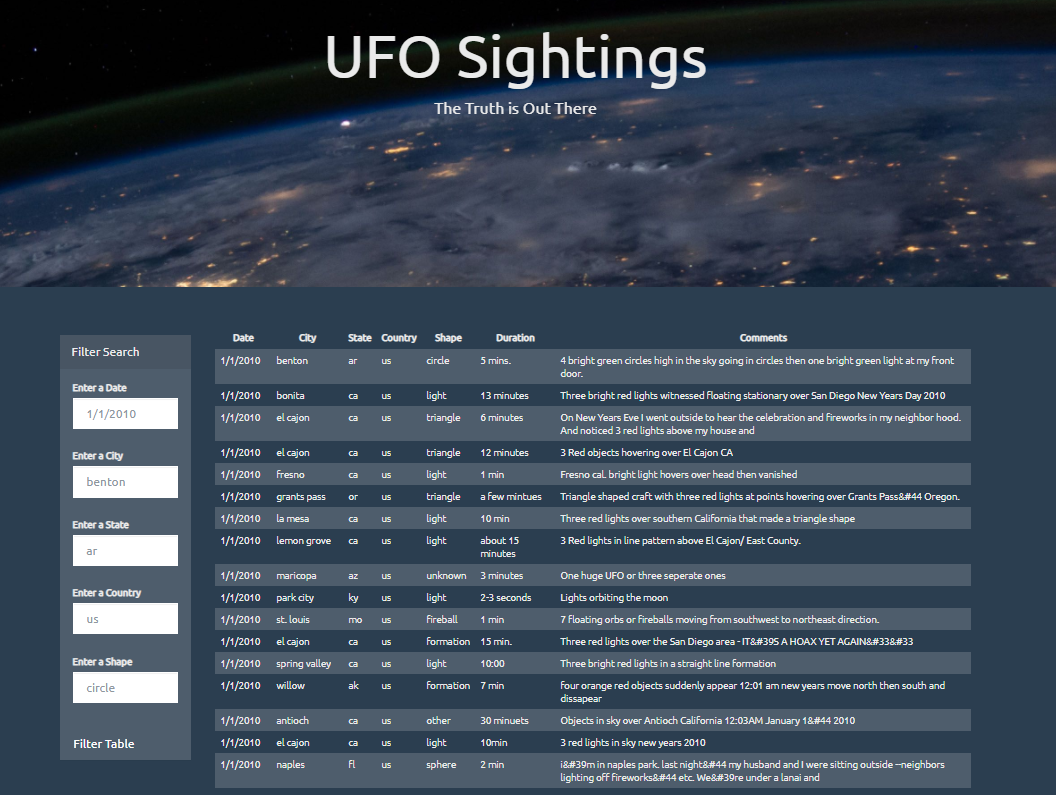 UFO Sightings
The Truth is Out There
Filter Search
Enter a Date
1/1/2010
Enter a City
benton
Enter a State
ar
Enter a Country
us
Enter a Shape
circle
Filter Table
Date City State Country Shape Duration Comments
1/1/2010 benton ar us circle 5 mins. 4 bright green circles high in the sky going in circles then one bright green light at my front
door.
1/1/2010 bonita ca us light 13 minutes Three bright red lights witnessed floating stationary over San Diego New Years Day 2010
1/1/2010 el cajon ca us triangle 6 minutes On New Years Eve I went outside to hear the celebration and fireworks in my neighbor hood.
And noticed 3 red lights above my house and
1/1/2010 el cajon ca us triangle 12 minutes 3 Red objects hovering over El Cajon CA
1/1/2010 fresno ca us light 1 min Fresno cal. bright light hovers over head then vanished
1/1/2010 grants pass or us triangle a few mintues Triangle shaped craft with three red lights at points hovering over Grants Pass&#44 Oregon.
1/1/2010 la mesa ca us light 10 min Three red lights over southern California that made a triangle shape
1/1/2010 lemon grove ca us light about 15 3 Red lights in line pattern above El Cajon/ East County.
minutes
1/1/2010 maricopa az us unknown 3 minutes One huge UFO or three seperate ones
1/1/2010 park city ky us light 2-3 seconds Lights orbiting the moon
1/1/2010 st. louis mo us fireball 1 min 7 floating orbs or fireballs moving from southwest to northeast direction.
1/1/2010 el cajon ca us formation 15 min. Three red lights over the San Diego area - IT&#39S A HOAX YET AGAIN&#33&#33
1/1/2010 spring valley ca us light 10:00 Three bright red lights in a straight line formation
1/1/2010 willow ak us formation 7 min four orange red objects suddenly appear 12:01 am new years move north then south and
dissapear
1/1/2010 antioch ca us other 30 minuets Objects in sky over Antioch California 12:03AM January 1&#44 2010
1/1/2010 el cajon ca us light 10min 3 red lights in sky new years 2010
1/1/2010 naples fl us sphere 2 min i&#39m in naples park. last night&#44 my husband and I were sitting outside --neighbors
lighting off fireworks&#44 etc. We&#39re under a lanai and